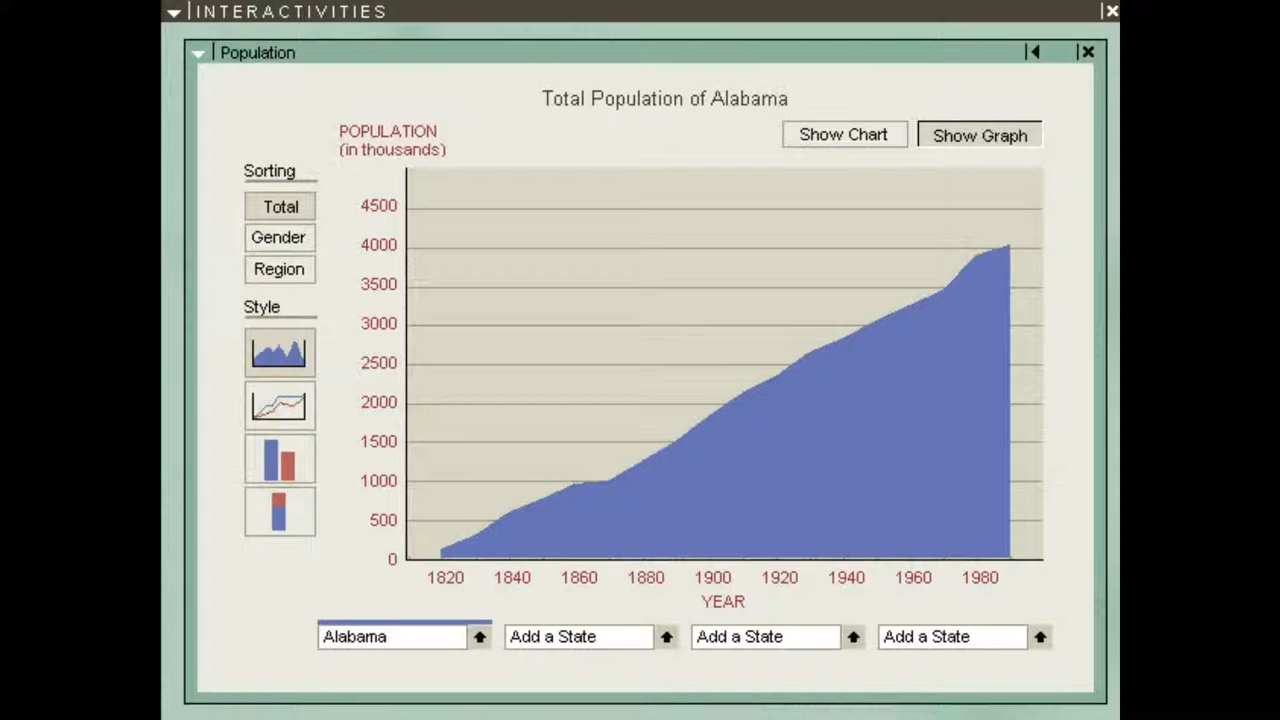 INTERACTIVITIES
Population
Total Population of Alabama
POPULATION
(in thousands)
Show Chart
Show Graph
Sorting
Total
Gender
Region
Style
4500
4000
3500
3000
2500
2000
1500
1000
500
0
1820 1840 1860 1880 1900 1920 1940 1960 1980
YEAR
Alabama
Add a State
Add a State
Add a State